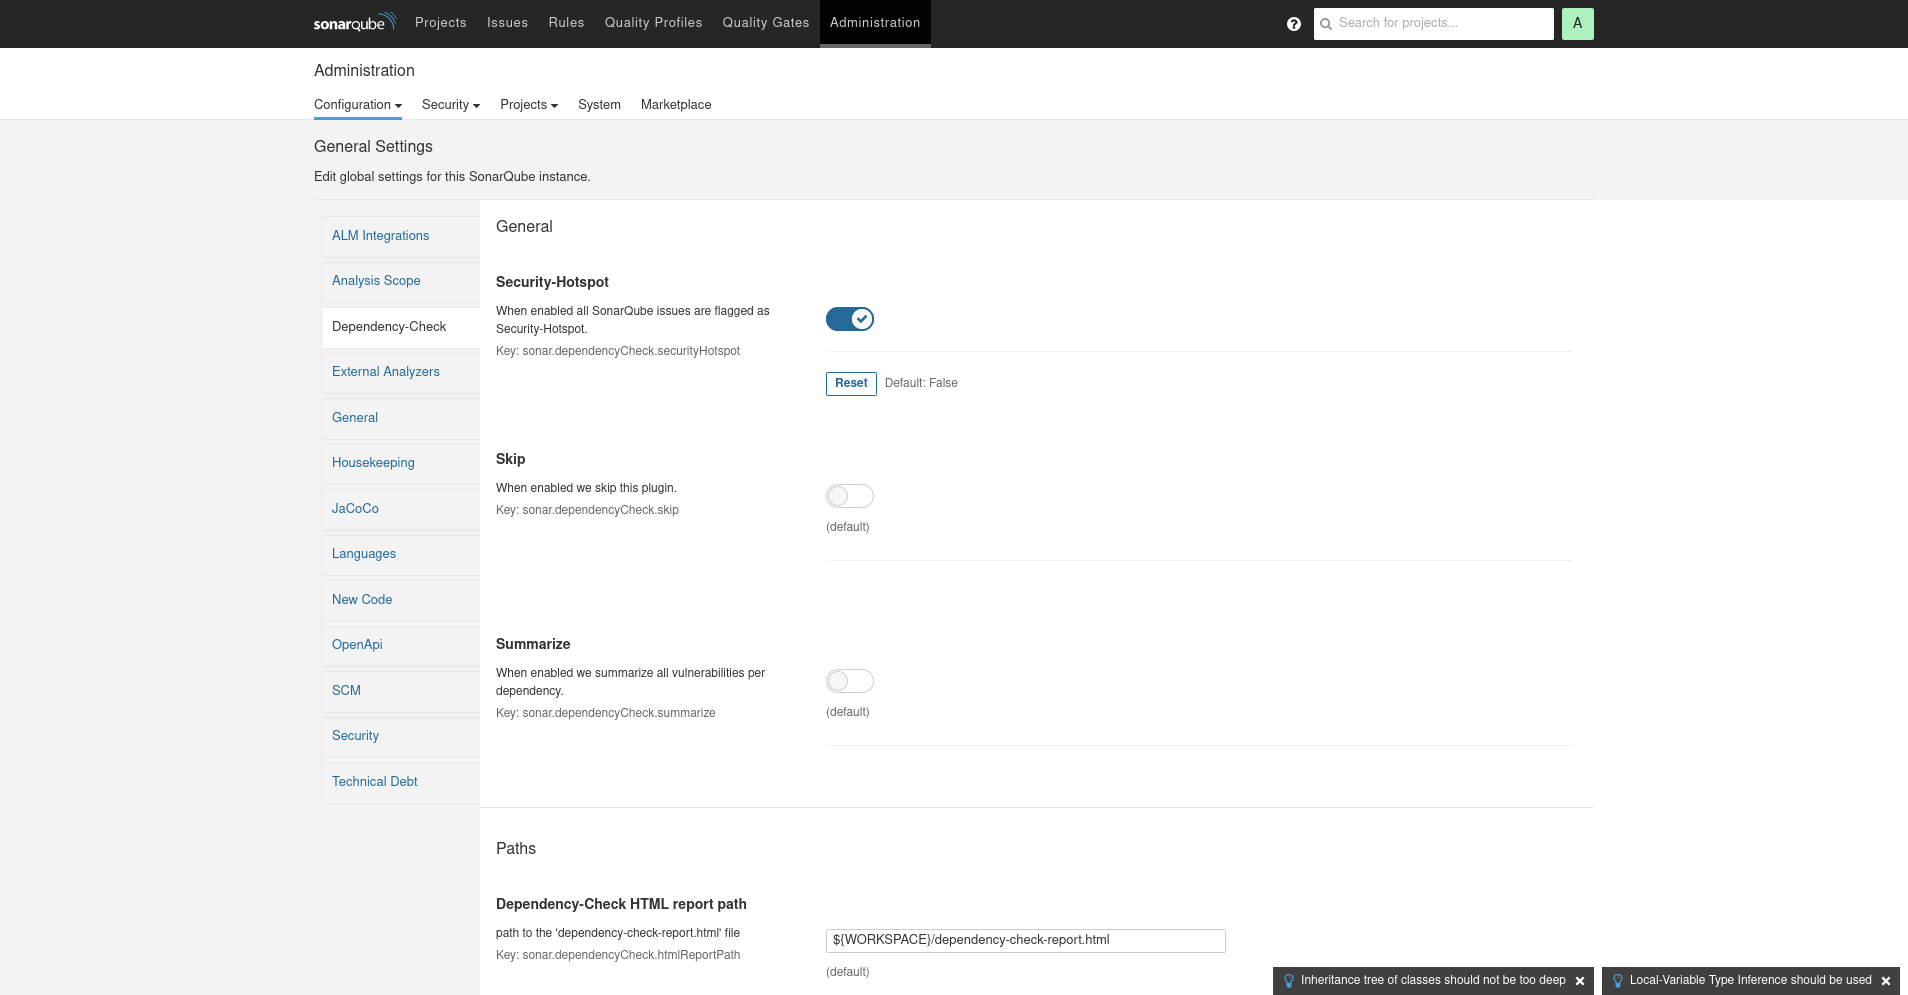 sonarqube Projects Issues Rules Quality Profiles Quality Gates Administration ? Search for projects... A
Administration
Configuration Security Projects System Marketplace
General Settings
Edit global settings for this SonarQube instance.
ALM Integrations
Analysis Scope
Dependency-Check
External Analyzers
General
Housekeeping
JaCoCo
Languages
New Code
OpenApi
SCM
Security
Technical Debt
General
Security-Hotspot
When enabled all SonarQube issues are flagged as
Security-Hotspot.
Key: sonar.dependencyCheck.securityHotspot
Reset Default: False
Skip
When enabled we skip this plugin.
Key: sonar.dependencyCheck.skip
(default)
Summarize
When enabled we summarize all vulnerabilities per
dependency.
Key: sonar.dependencyCheck.summarize
(default)
Paths
Dependency-Check HTML report path
path to the 'dependency-check-report.html' file
Key: sonar.dependencyCheck.htmlReportPath
${WORKSPACE}/dependency-check-report.html
(default)
Inheritance tree of classes should not be too deep
Local-Variable Type Inference should be used